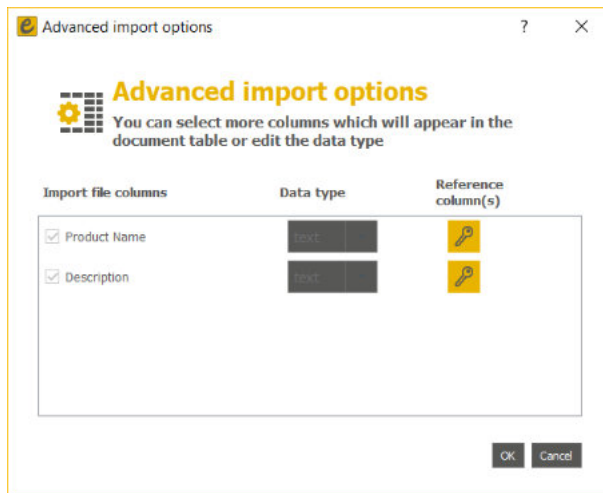 Advanced import options
?
Advanced import options
You can select more columns which will appear in the
document table or edit the data type
Import file columns
Data type
Reference
column(s)
Product Name
text
Description
text
OK
Cancel